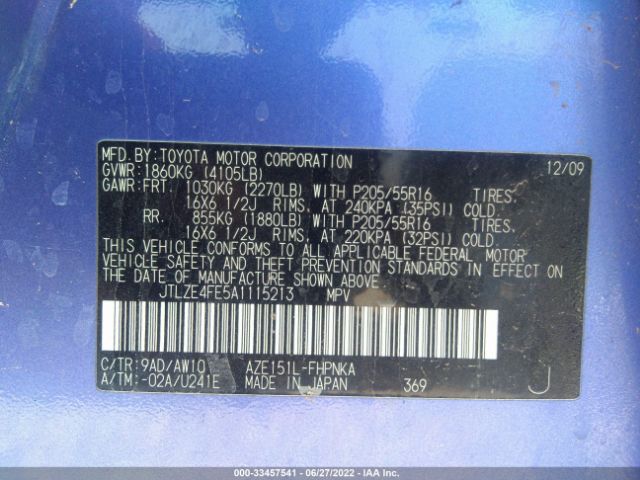 MFD.BY:TOYOTA MOTOR CORPORATION 12/09
GVWR:1860KG (4105LB)
GAWR:FRT. 1030KG (2270LB) WITH P205/55R16 TIRES.
16X6 1/2J RIMS, AT 240KPA (35PSI) COLD
RR. 855KG (1880LB) WITH P205/55R16 TIRES.
16X6 1/2J RIMS, AT 220KPA (32PSI) COLD
THIS VEHICLE CONFORMS TO ALL APPLICABLE FEDERAL MOTOR
VEHICLE SAFETY, BUMPER, AND THEFT PREVENTION STANDARDS IN EFFECT ON
THE DATE OF MANUFACTURE SHOWN ABOVE.
JTLZE4FE5A1115213 MPV
C/TR:9AD/AW10 AZE151L-FHPNKA
A/TM:-02A/U241E MADE IN JAPAN 369 J
000-33457541 - 06/27/2022 - IAA Inc.